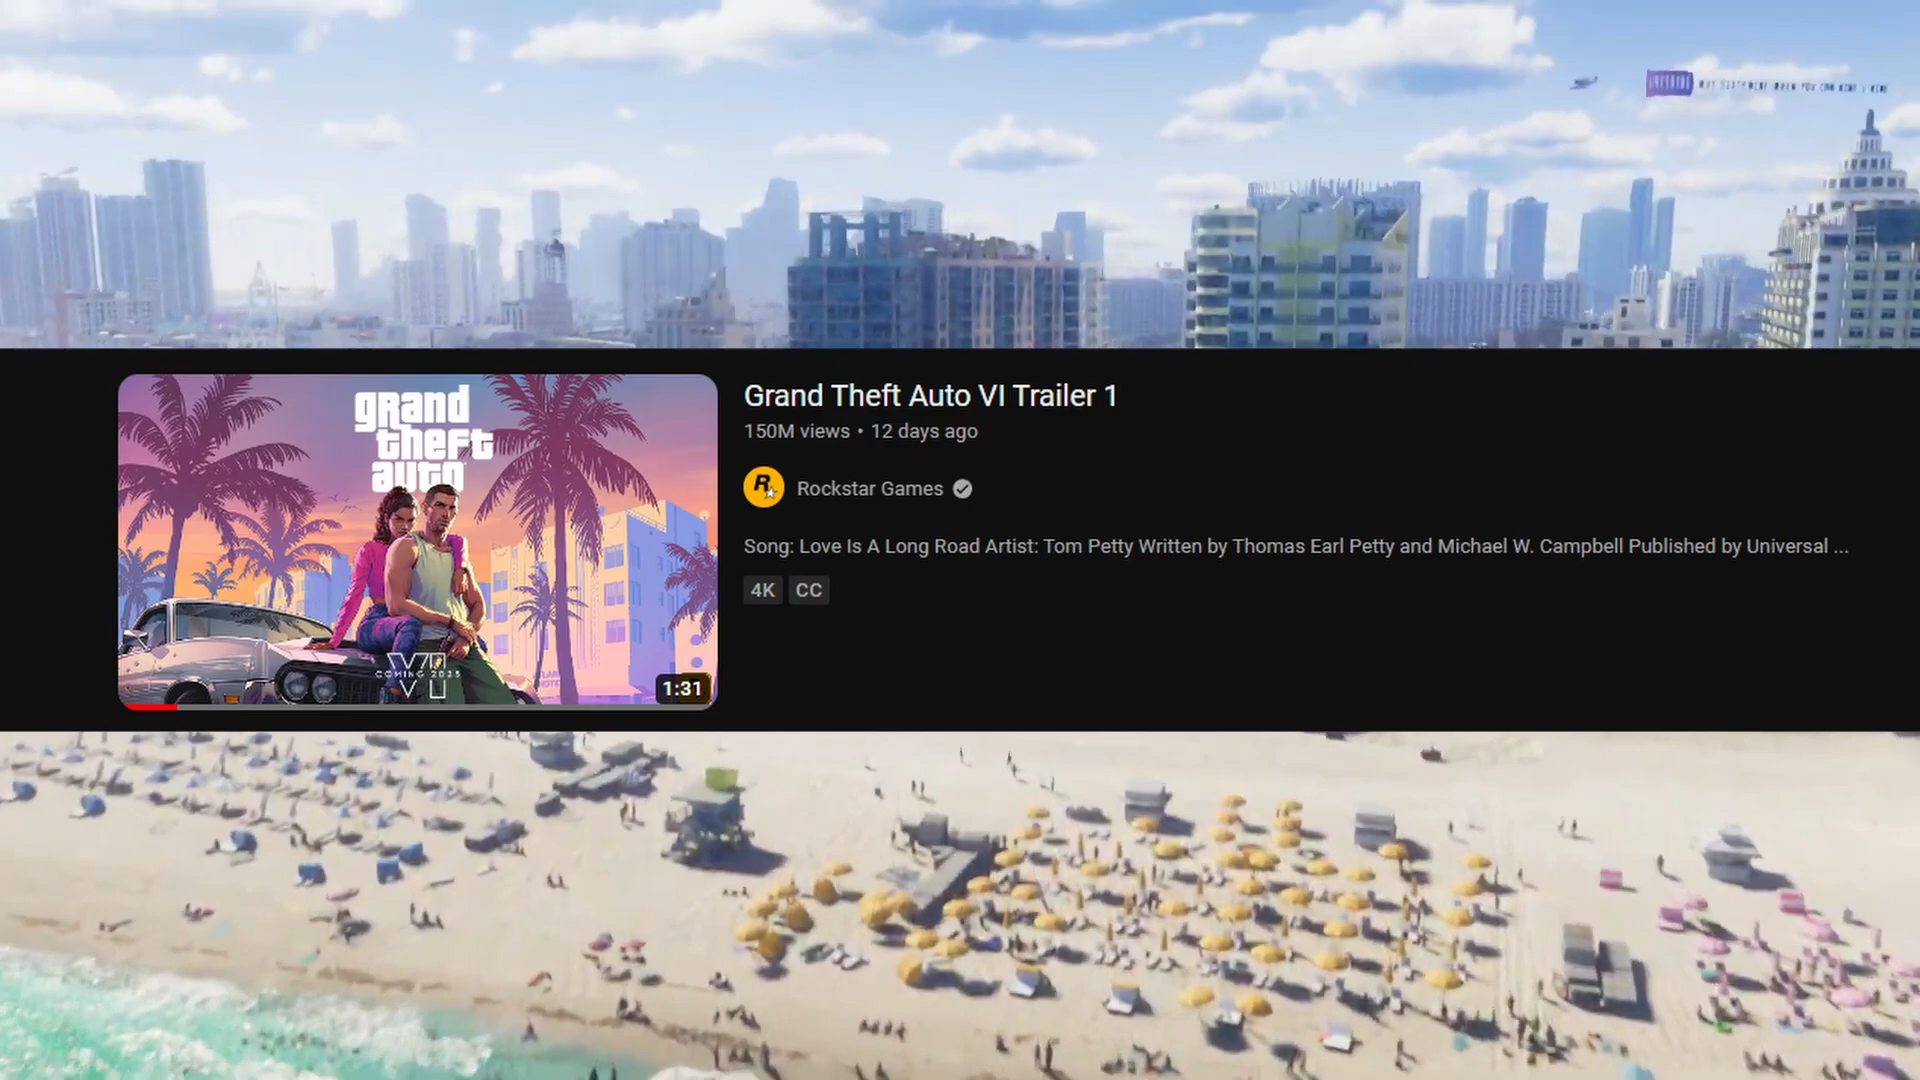 grand
theft
auto
VI
COMING 2025
1:31
Grand Theft Auto VI Trailer 1
150M views • 12 days ago
R
Rockstar Games
Song: Love Is A Long Road Artist: Tom Petty Written by Thomas Earl Petty and Michael W. Campbell Published by Universal ...
4K CC